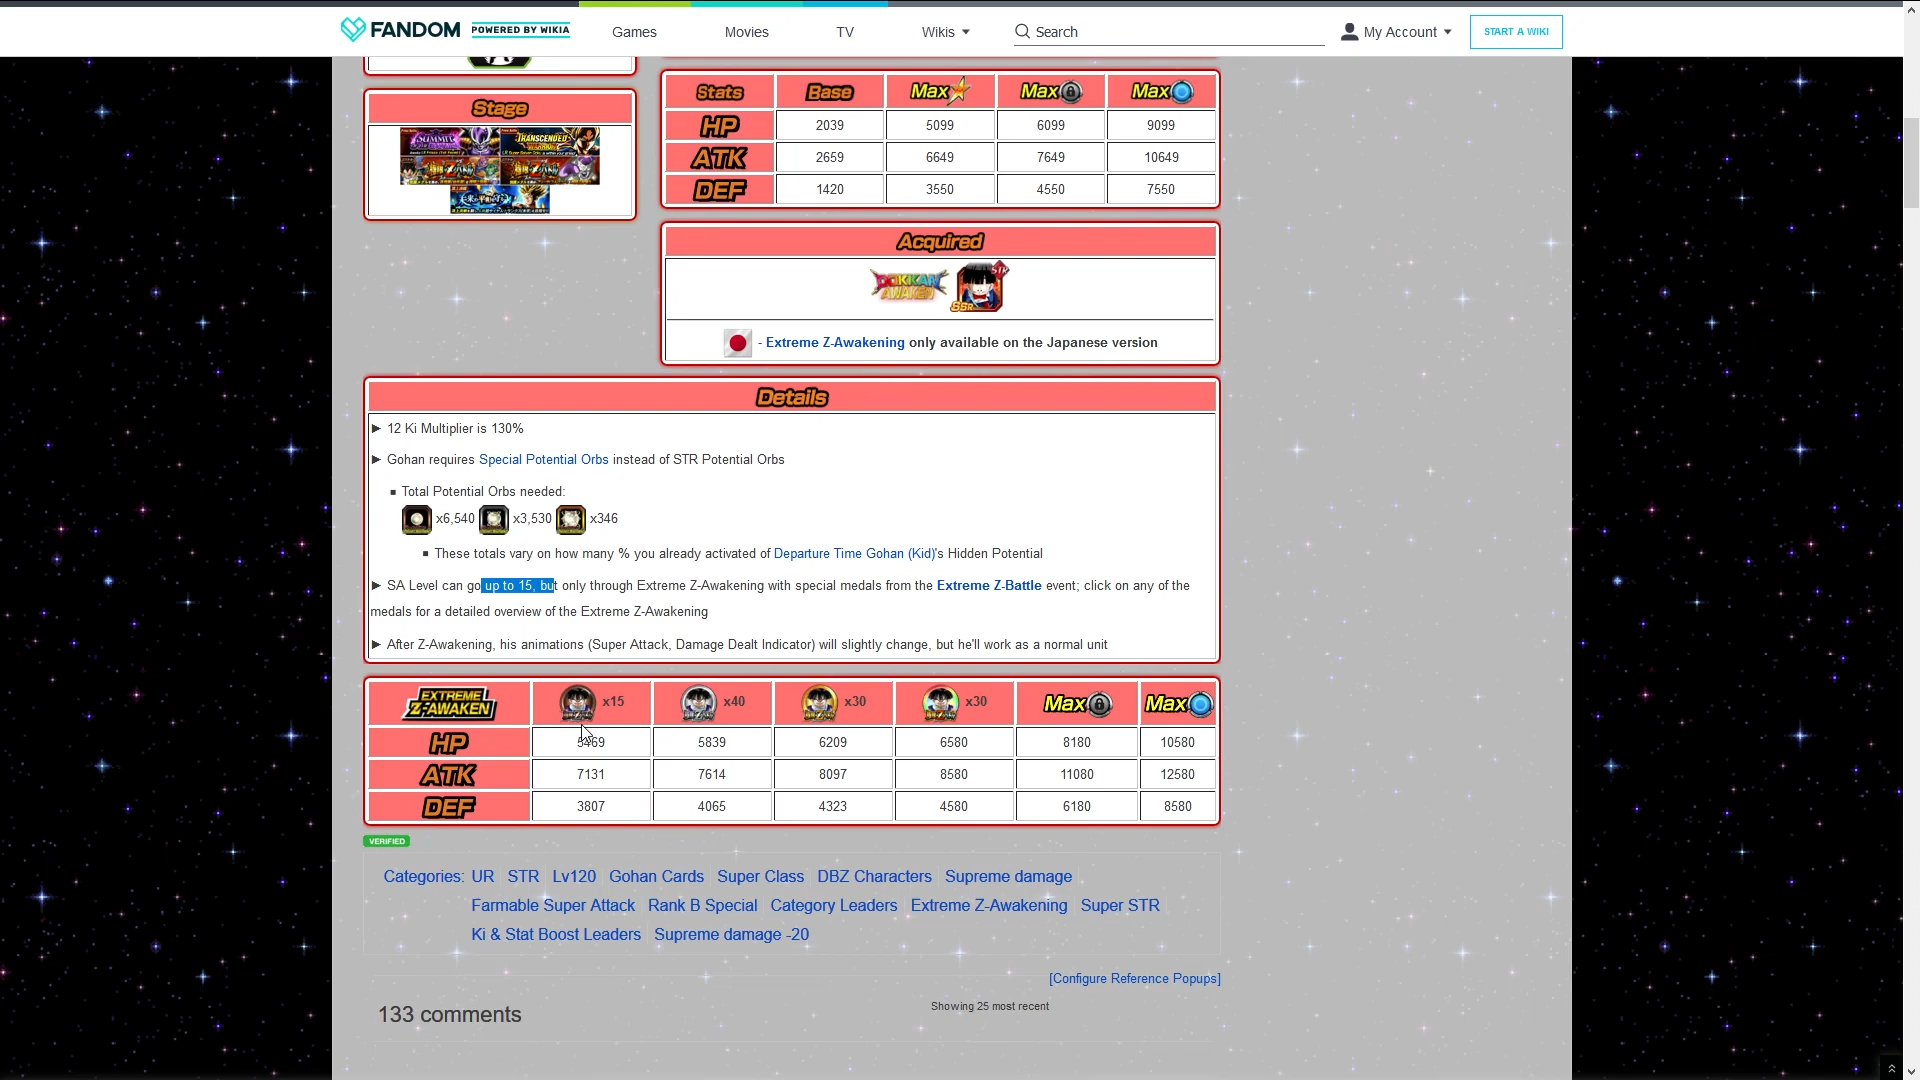 FANDOM POWERED BY WIKIA Games Movies TV Wikis Search My Account START A WIKI
Stage
SUMMIT
TRANSCENDED
Stats Base Max Max Max
HP 2039 5099 6099 9099
ATK 2659 6649 7649 10649
DEF 1420 3550 4550 7550
Acquired
DOKKAN AWAKEN STR SSR
- Extreme Z-Awakening only available on the Japanese version
Details
► 12 Ki Multiplier is 130%
► Gohan requires Special Potential Orbs instead of STR Potential Orbs
▪ Total Potential Orbs needed:
x6,540 x3,530 x346
▪ These totals vary on how many % you already activated of Departure Time Gohan (Kid)'s Hidden Potential
► SA Level can go up to 15, but only through Extreme Z-Awakening with special medals from the Extreme Z-Battle event; click on any of the
medals for a detailed overview of the Extreme Z-Awakening
► After Z-Awakening, his animations (Super Attack, Damage Dealt Indicator) will slightly change, but he'll work as a normal unit
EXTREME Z-AWAKEN x15 x40 x30 x30 Max Max
HP 5469 5839 6209 6580 8180 10580
ATK 7131 7614 8097 8580 11080 12580
DEF 3807 4065 4323 4580 6180 8580
VERIFIED
Categories: UR STR Lv120 Gohan Cards Super Class DBZ Characters Supreme damage
Farmable Super Attack Rank B Special Category Leaders Extreme Z-Awakening Super STR
Ki & Stat Boost Leaders Supreme damage -20
[Configure Reference Popups]
133 comments
Showing 25 most recent